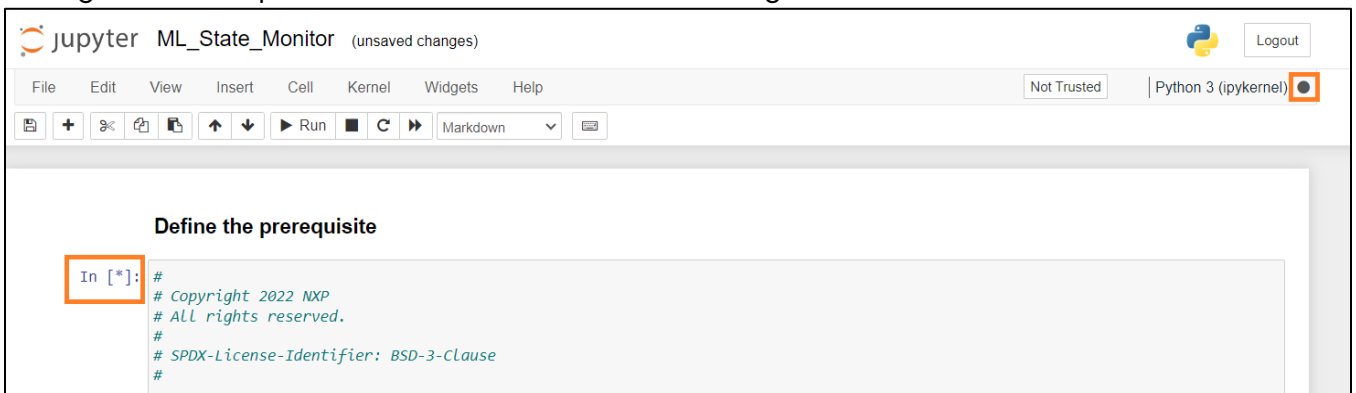 jupyter ML_State_Monitor (unsaved changes)
Logout
File Edit View Insert Cell Kernel Widgets Help
Not Trusted
Python 3 (ipykernel)
Run
Markdown
Define the prerequisite
In [*]:
#
# Copyright 2022 NXP
# All rights reserved.
#
# SPDX-License-Identifier: BSD-3-Clause
#